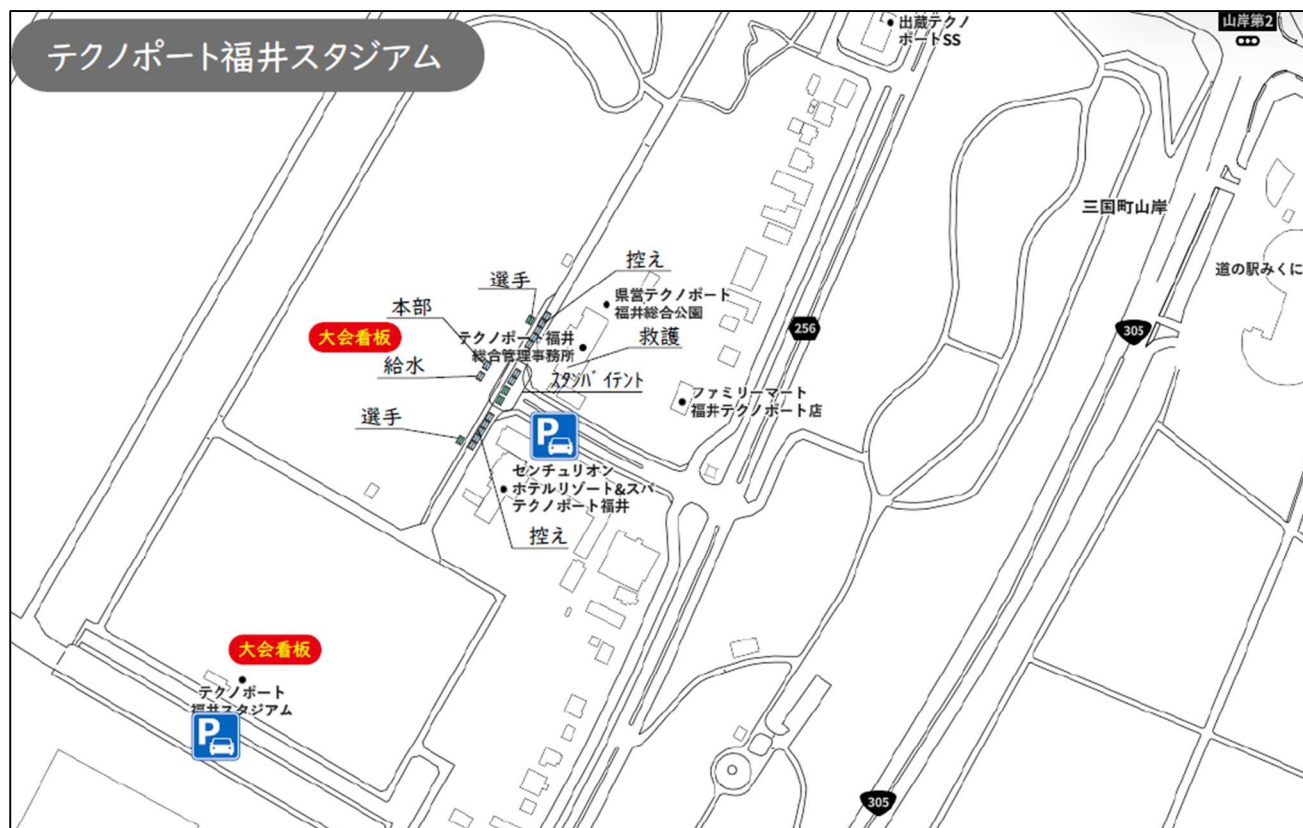 テクノポート福井スタジアム
出蔵テクノ
ポートSS
山岸第2
三国町山岸
道の駅みくに
控え
選手
県営テクノポート
福井総合公園
本部
大会看板
テクノポート福井
総合管理事務所
救護
256
305
給水
スタンバイテント
ファミリーマート
福井テクノポート店
選手
P
センチュリオン
ホテルリゾート&スパ
テクノポート福井
控え
大会看板
テクノポート
福井スタジアム
P
305